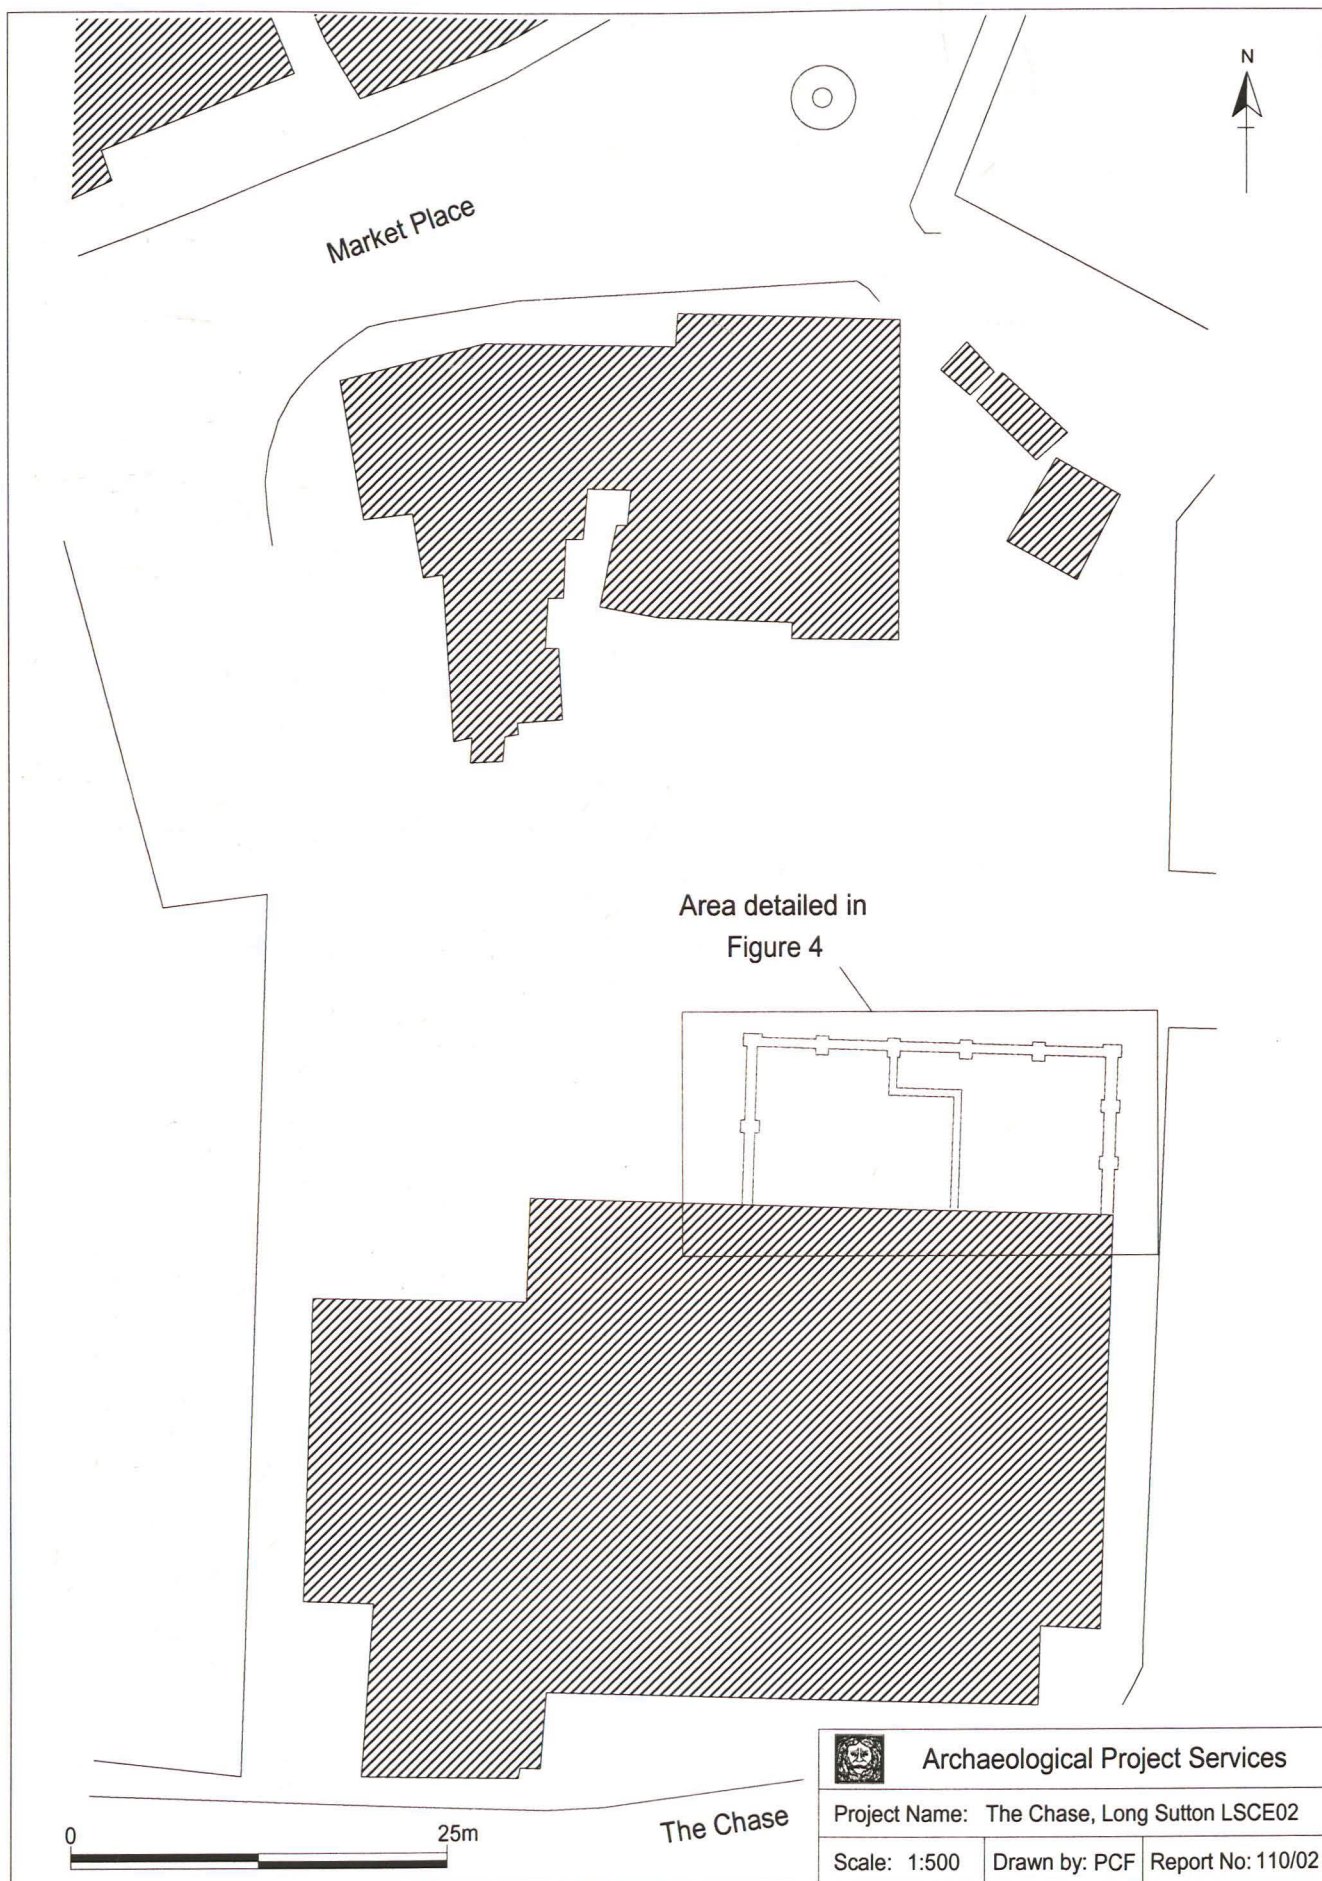 N
Market Place
Area detailed in
Figure 4
The Chase
0 25m
Archaeological Project Services
Project Name: The Chase, Long Sutton LSCE02
Scale: 1:500 Drawn by: PCF Report No: 110/02